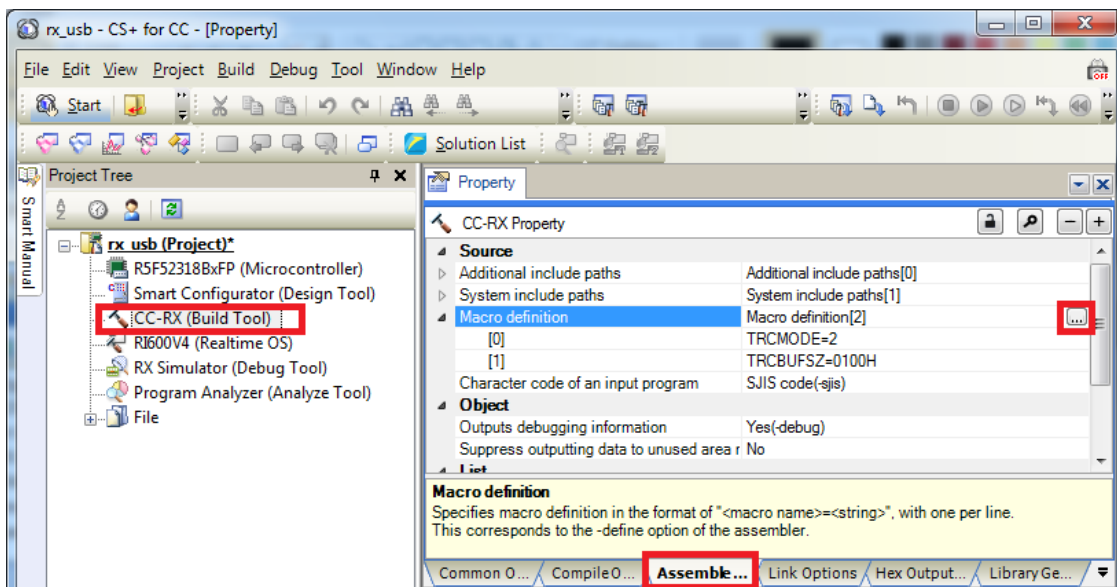 rx_usb - CS+ for CC - [Property]
File Edit View Project Build Debug Tool Window Help
OFF
Start
Solution List
Smart Manual
Project Tree
rx_usb (Project)*
R5F52318BxFP (Microcontroller)
Smart Configurator (Design Tool)
CC-RX (Build Tool)
RI600V4 (Realtime OS)
RX Simulator (Debug Tool)
Program Analyzer (Analyze Tool)
File
Property
CC-RX Property
Source
Additional include paths Additional include paths[0]
System include paths System include paths[1]
Macro definition Macro definition[2] ...
[0] TRCMODE=2
[1] TRCBUFSZ=0100H
Character code of an input program SJIS code(-sjis)
Object
Outputs debugging information Yes(-debug)
Suppress outputting data to unused area r No
List
Macro definition
Specifies macro definition in the format of "<macro name>=<string>", with one per line.
This corresponds to the -define option of the assembler.
Common O... Compile O... Assemble... Link Options Hex Output... Library Ge...